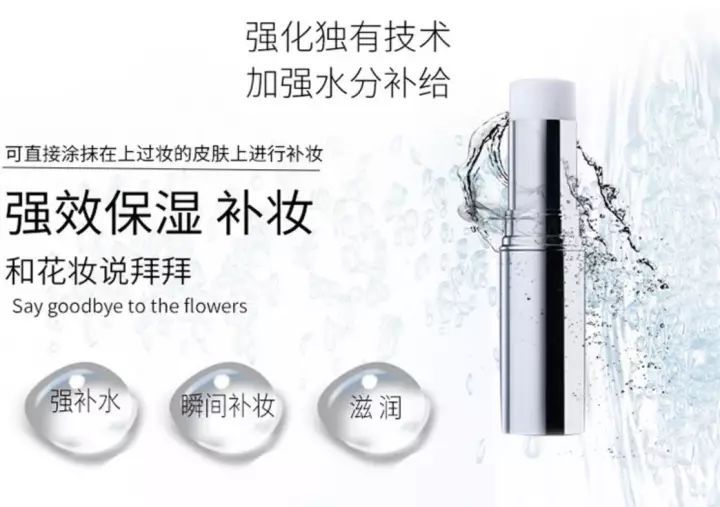 强化独有技术
加强水分补给
可直接涂抹在上过妆的皮肤上进行补妆
强效保湿 补妆
和花妆说拜拜
Say goodbye to the flowers
强补水
瞬间补妆
滋润